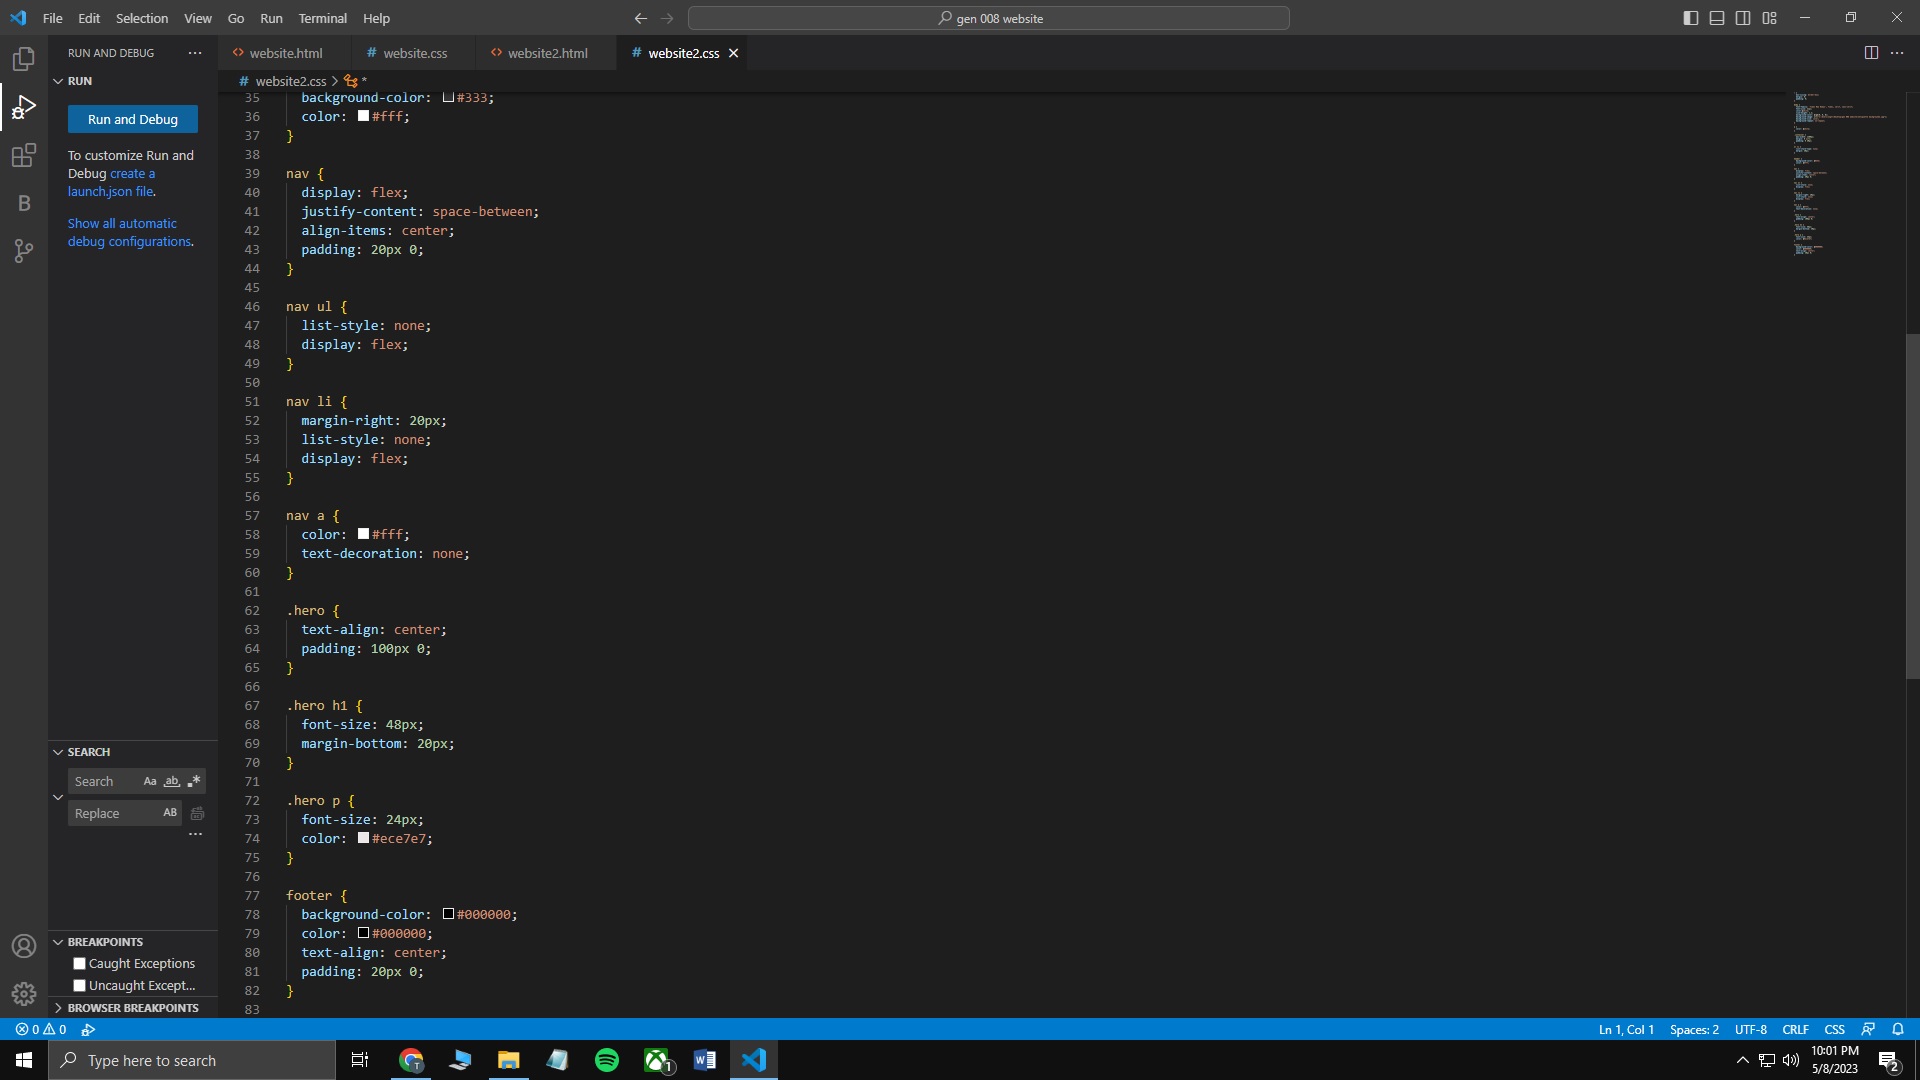 File Edit Selection View Go Run Terminal Help
gen 008 website
RUN AND DEBUG
website.html
website.css
website2.html
website2.css
RUN
website2.css > *
Run and Debug
To customize Run and
Debug create a
launch.json file.
Show all automatic
debug configurations.
35 background-color: #333;
36 color: #fff;
37 }
38
39 nav {
40 display: flex;
41 justify-content: space-between;
42 align-items: center;
43 padding: 20px 0;
44 }
45
46 nav ul {
47 list-style: none;
48 display: flex;
49 }
50
51 nav li {
52 margin-right: 20px;
53 list-style: none;
54 display: flex;
55 }
56
57 nav a {
58 color: #fff;
59 text-decoration: none;
60 }
61
62 .hero {
63 text-align: center;
64 padding: 100px 0;
65 }
66
67 .hero h1 {
68 font-size: 48px;
69 margin-bottom: 20px;
70 }
71
72 .hero p {
73 font-size: 24px;
74 color: #ece7e7;
75 }
76
77 footer {
78 background-color: #000000;
79 color: #000000;
80 text-align: center;
81 padding: 20px 0;
82 }
83
SEARCH
Search Aa ab .*
Replace AB
BREAKPOINTS
Caught Exceptions
Uncaught Except...
BROWSER BREAKPOINTS
0 0
Ln 1, Col 1 Spaces: 2 UTF-8 CRLF CSS
Type here to search
T
1
10:01 PM
5/8/2023
2